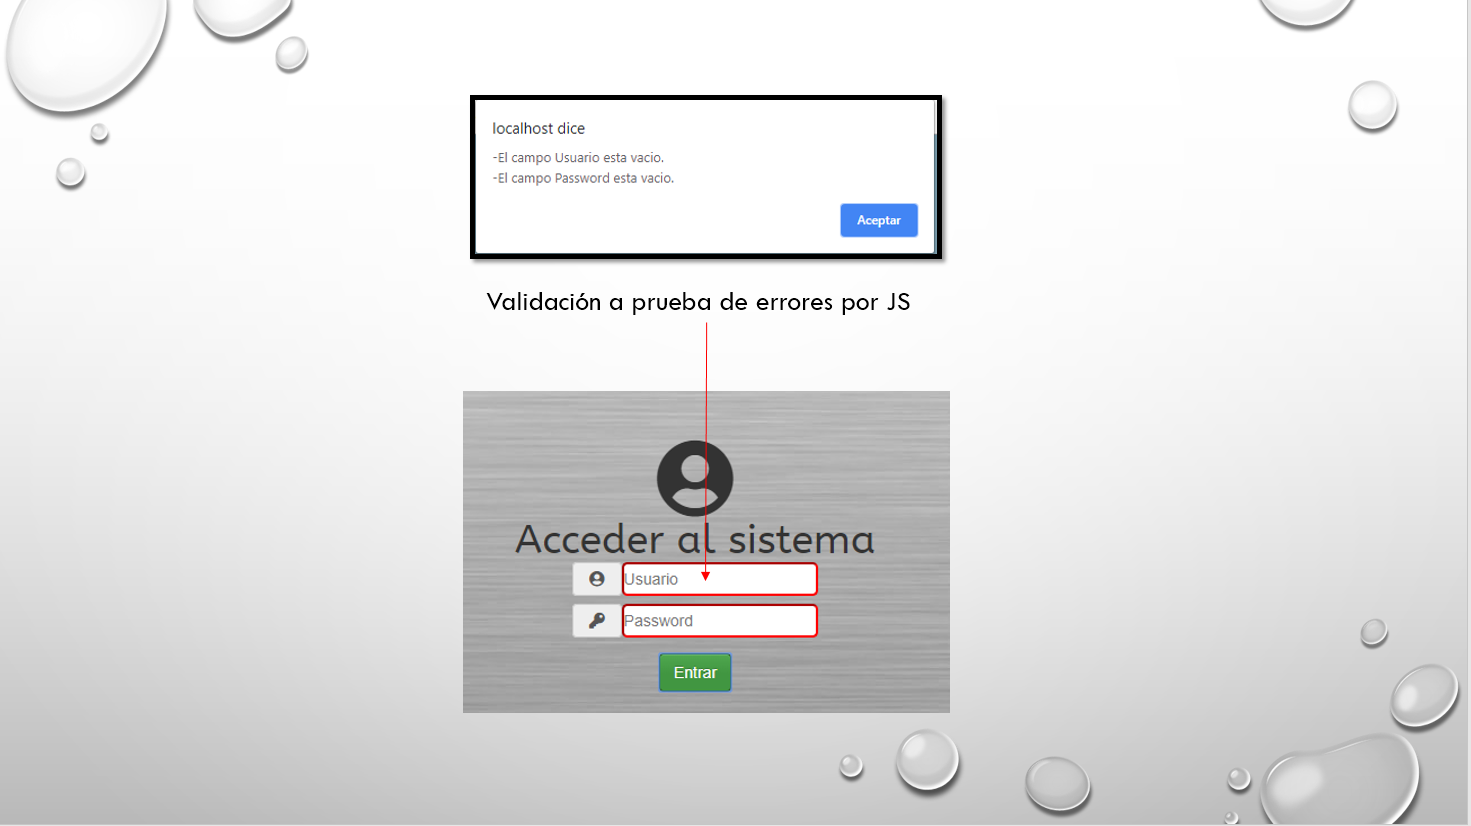 localhost dice
-El campo Usuario esta vacio.
-El campo Password esta vacio.
Aceptar
Validación a prueba de errores por JS
Acceder al sistema
Usuario
Password
Entrar